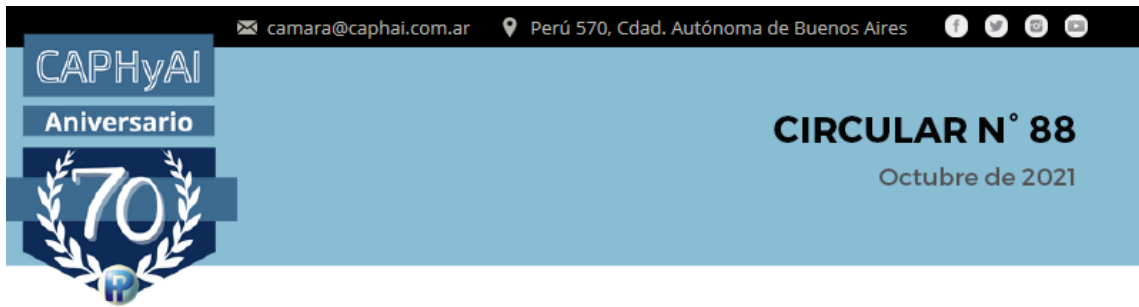 camara@caphai.com.ar Perú 570, Cdad. Autónoma de Buenos Aires
CAPHyAI
Aniversario
70
CIRCULAR N° 88
Octubre de 2021